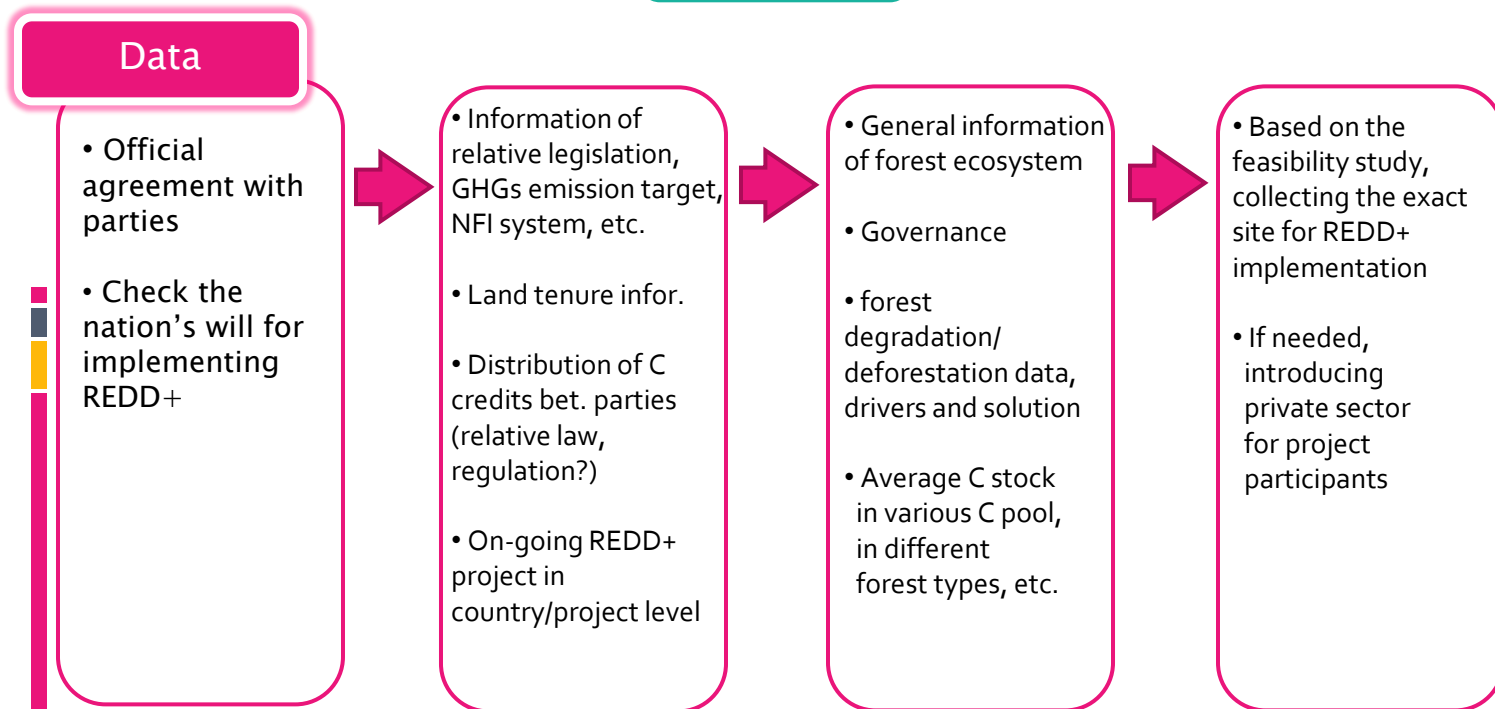 Data
• Official
agreement with
parties
• Check the
nation’s will for
implementing
REDD+
• Information of
relative legislation,
GHGs emission target,
NFI system, etc.
• Land tenure infor.
• Distribution of C
credits bet. parties
(relative law,
regulation?)
• On-going REDD+
project in
country/project level
• General information
of forest ecosystem
• Governance
• forest
degradation/
deforestation data,
drivers and solution
• Average C stock
in various C pool,
in different
forest types, etc.
• Based on the
feasibility study,
collecting the exact
site for REDD+
implementation
• If needed,
introducing
private sector
for project
participants